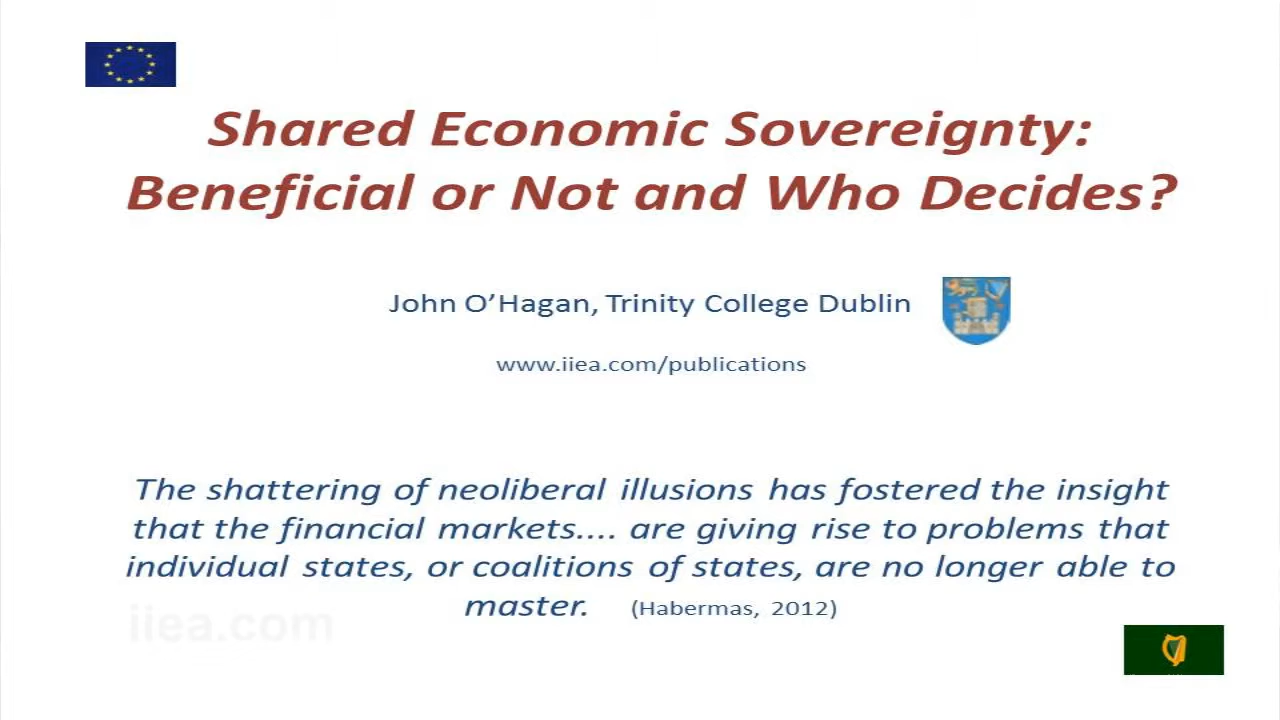 Shared Economic Sovereignty:
Beneficial or Not and Who Decides?
John O’Hagan, Trinity College Dublin
www.iiea.com/publications
The shattering of neoliberal illusions has fostered the insight
that the financial markets.... are giving rise to problems that
individual states, or coalitions of states, are no longer able to
master. (Habermas, 2012)
iiea.com